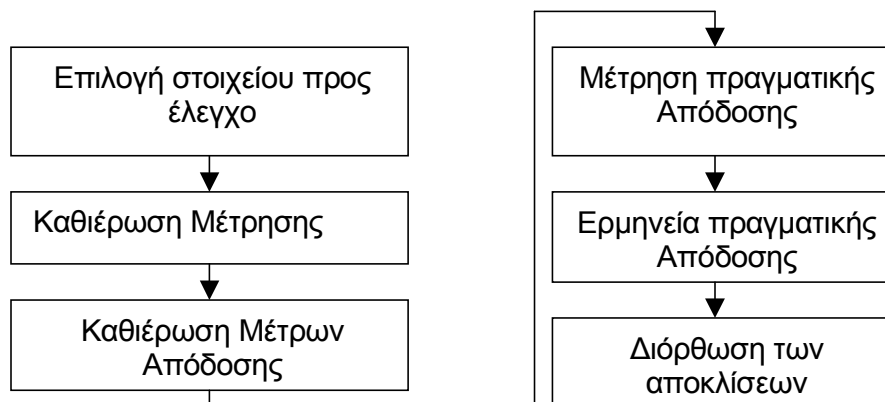 Επιλογή στοιχείου προς
έλεγχο
Καθιέρωση Μέτρησης
Καθιέρωση Μέτρων
Απόδοσης
Μέτρηση πραγματικής
Απόδοσης
Ερμηνεία πραγματικής
Απόδοσης
Διόρθωση των
αποκλίσεων